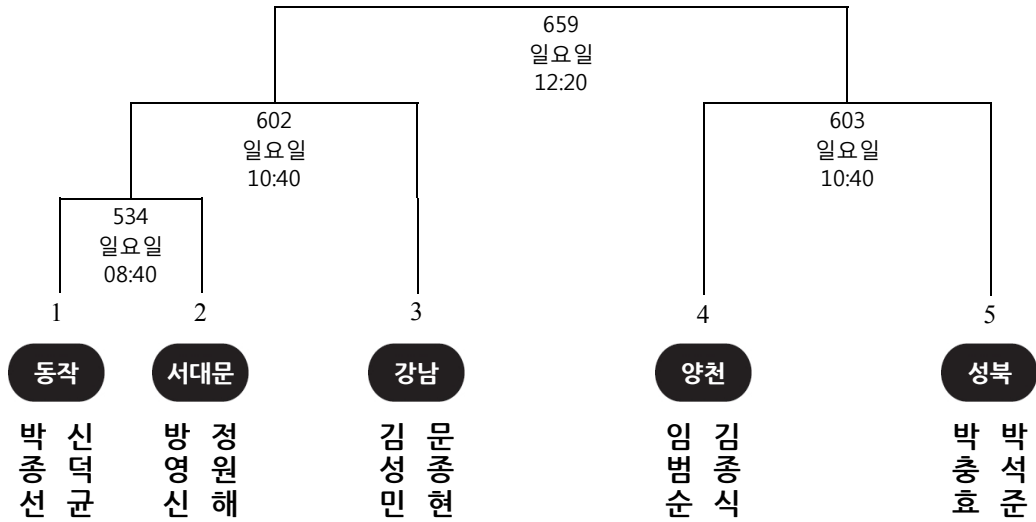 659
일요일
12:20
602
일요일
10:40
603
일요일
10:40
534
일요일
08:40
1
2
3
4
5
동작
서대문
강남
양천
성북
박종선
신덕균
방영신
정원해
김성민
문종현
임범순
김종식
박충효
박석준